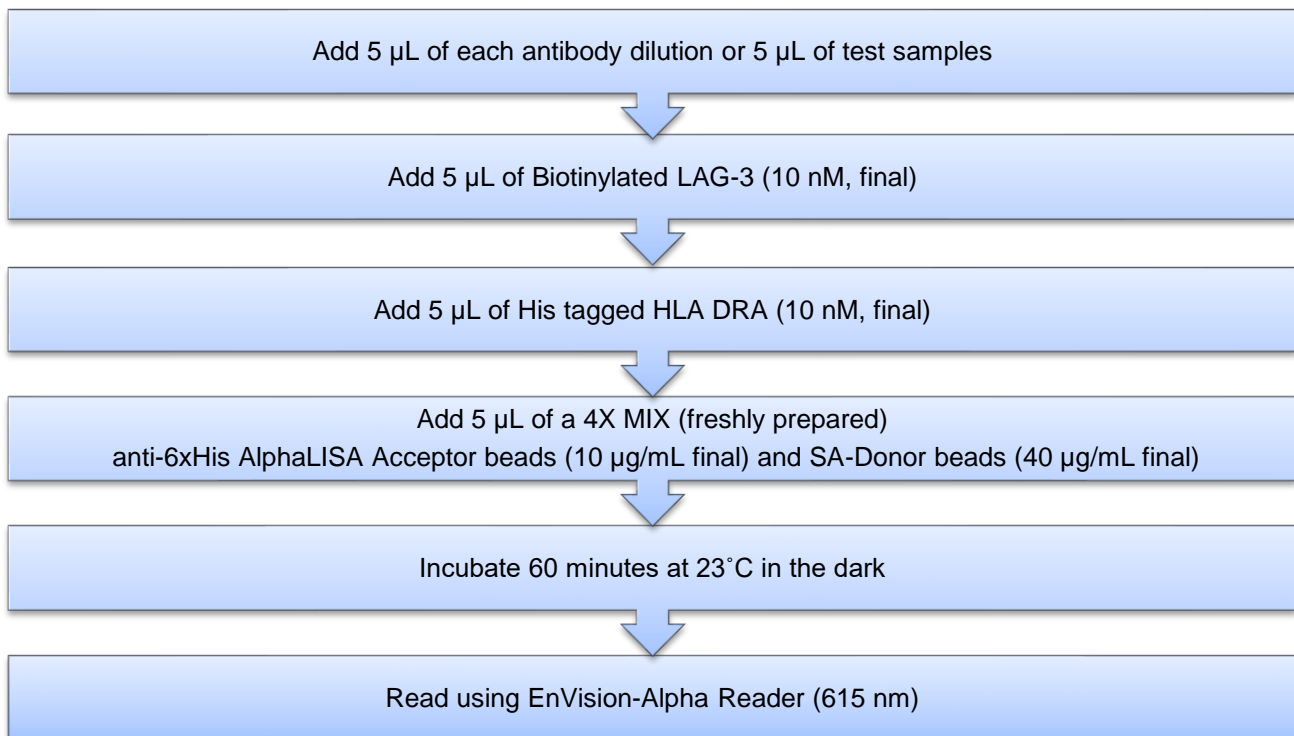 Add 5 µL of each antibody dilution or 5 µL of test samples
Add 5 µL of Biotinylated LAG-3 (10 nM, final)
Add 5 µL of His tagged HLA DRA (10 nM, final)
Add 5 µL of a 4X MIX (freshly prepared)
anti-6xHis AlphaLISA Acceptor beads (10 µg/mL final) and SA-Donor beads (40 µg/mL final)
Incubate 60 minutes at 23˚C in the dark
Read using EnVision-Alpha Reader (615 nm)